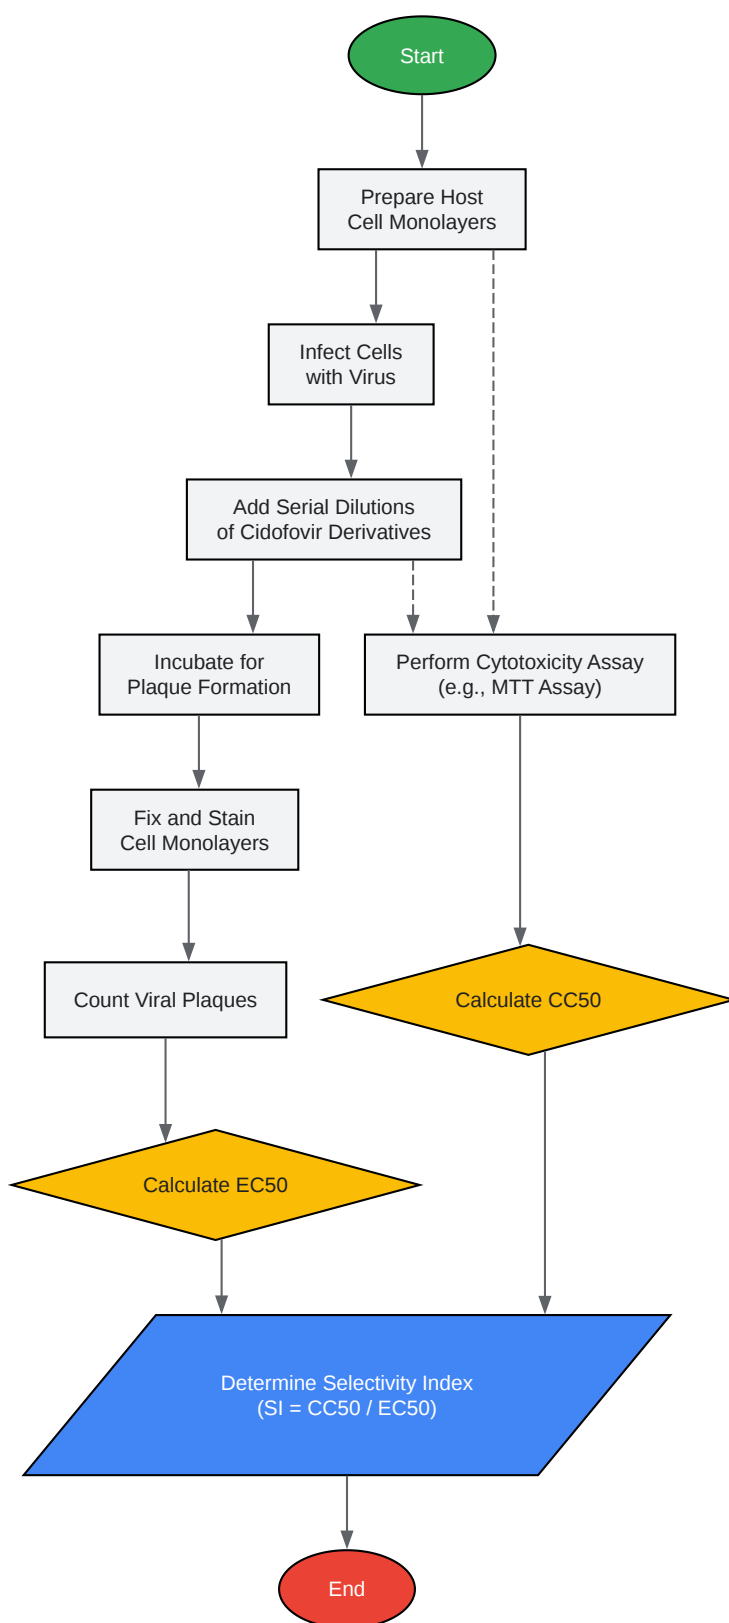 Start
Prepare Host
Cell Monolayers
Infect Cells
with Virus
Add Serial Dilutions
of Cidofovir Derivatives
Incubate for
Plaque Formation
Perform Cytotoxicity Assay
(e.g., MTT Assay)
Fix and Stain
Cell Monolayers
Count Viral Plaques
Calculate CC50
Calculate EC50
Determine Selectivity Index
(SI = CC50 / EC50)
End